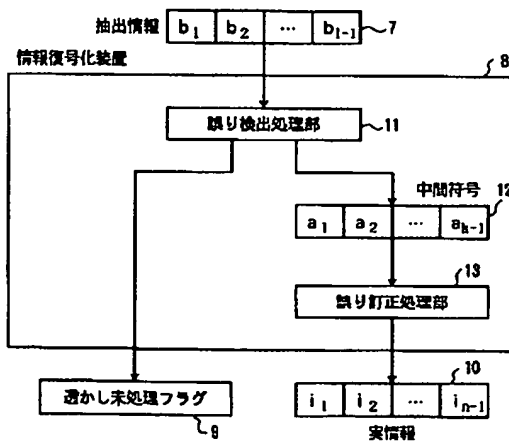 抽出情報 b1 b2 … bl-1 7
情報復号化装置 8
誤り検出処理部 11
中間符号 12
a1 a2 … ak-1
13
誤り訂正処理部
10
透かし未処理フラグ i1 i2 … in-1
9 実情報